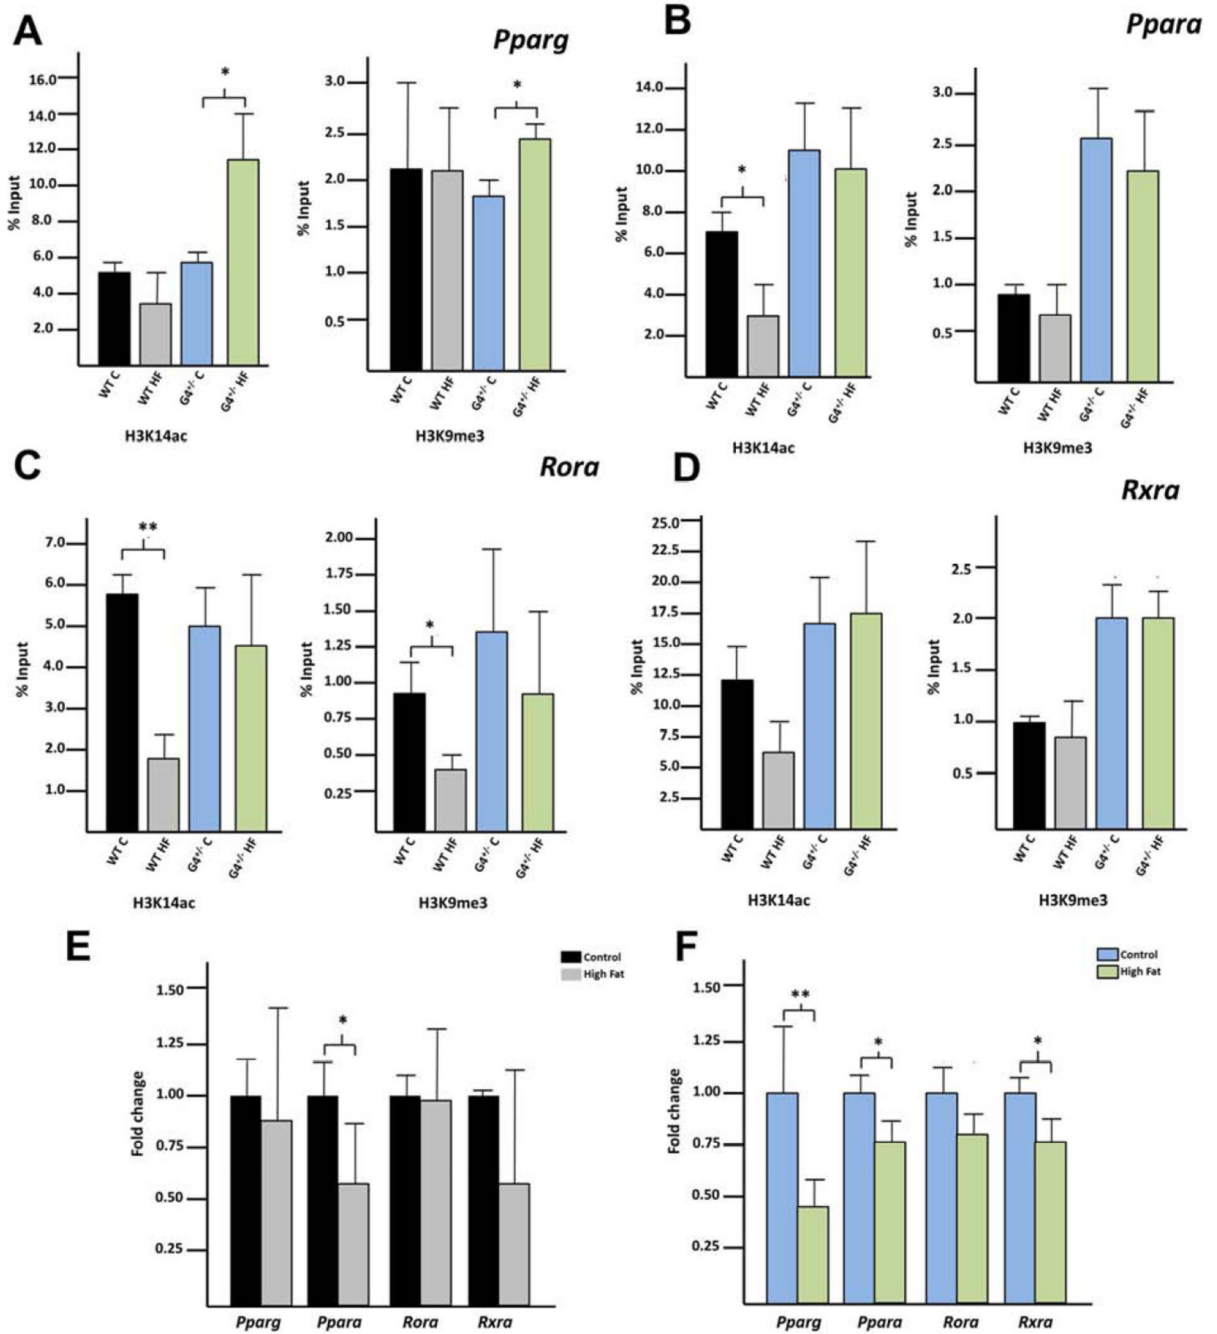 A
Pparg
% Input
16.0
14.0
12.0
10.0
8.0
6.0
4.0
2.0
*
WT C
WT HF
G4+/- C
G4+/- HF
H3K14ac
% Input
3.0
2.5
2.0
1.5
1.0
0.5
*
WT C
WT HF
G4+/- C
G4+/- HF
H3K9me3
B
Ppara
% Input
14.0
12.0
10.0
8.0
6.0
4.0
2.0
*
WT C
WT HF
G4+/- C
G4+/- HF
H3K14ac
% Input
3.0
2.5
2.0
1.5
1.0
0.5
WT C
WT HF
G4+/- C
G4+/- HF
H3K9me3
C
Rora
% Input
7.0
6.0
5.0
4.0
3.0
2.0
1.0
**
WT C
WT HF
G4+/- C
G4+/- HF
H3K14ac
% Input
2.00
1.75
1.50
1.25
1.00
0.75
0.50
0.25
*
WT C
WT HF
G4+/- C
G4+/- HF
H3K9me3
D
Rxra
% Input
25.0
22.5
20.0
17.5
15.0
12.5
10.0
7.5
5.0
2.5
WT C
WT HF
G4+/- C
G4+/- HF
H3K14ac
% Input
2.5
2.0
1.5
1.0
0.5
WT C
WT HF
G4+/- C
G4+/- HF
H3K9me3
E
Control
High Fat
Fold change
1.50
1.25
1.00
0.75
0.50
0.25
*
Pparg
Ppara
Rora
Rxra
F
Control
High Fat
Fold change
1.50
1.25
1.00
0.75
0.50
0.25
**
*
*
Pparg
Ppara
Rora
Rxra